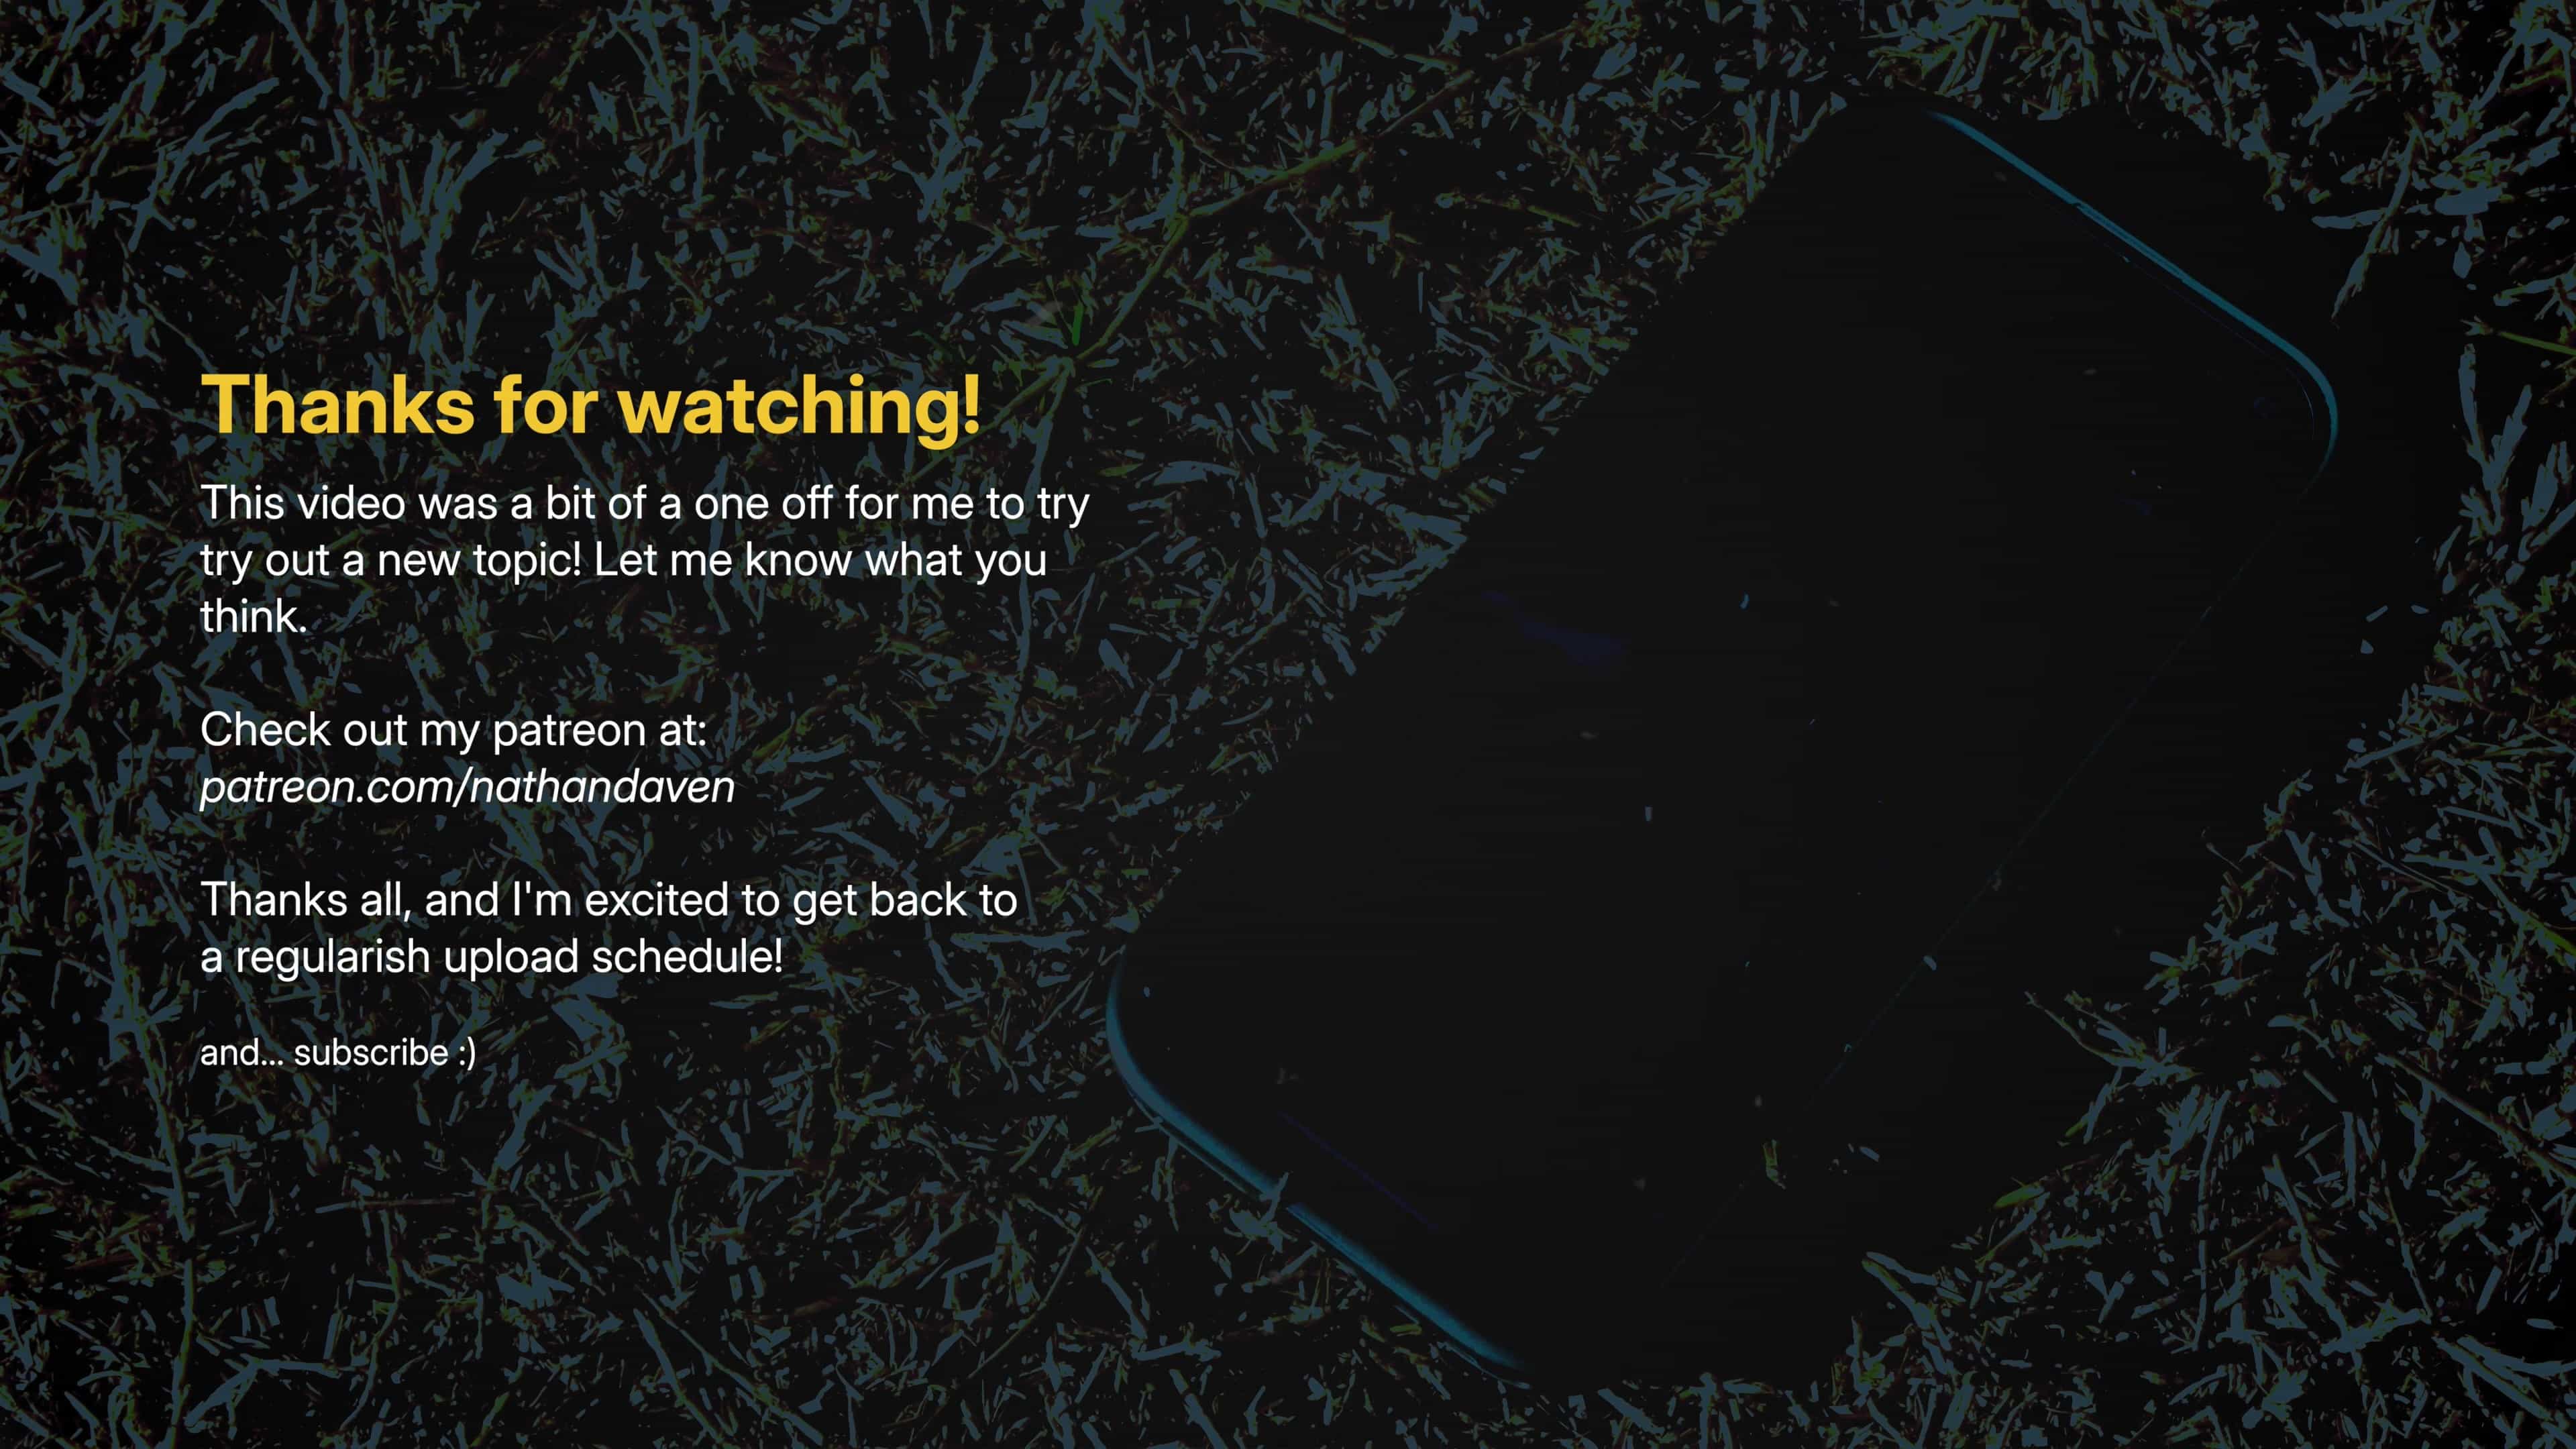 Thanks for watching!
This video was a bit of a one off for me to try
try out a new topic! Let me know what you
think.
Check out my patreon at:
patreon.com/nathandaven
Thanks all, and I'm excited to get back to
a regularish upload schedule!
and... subscribe :)